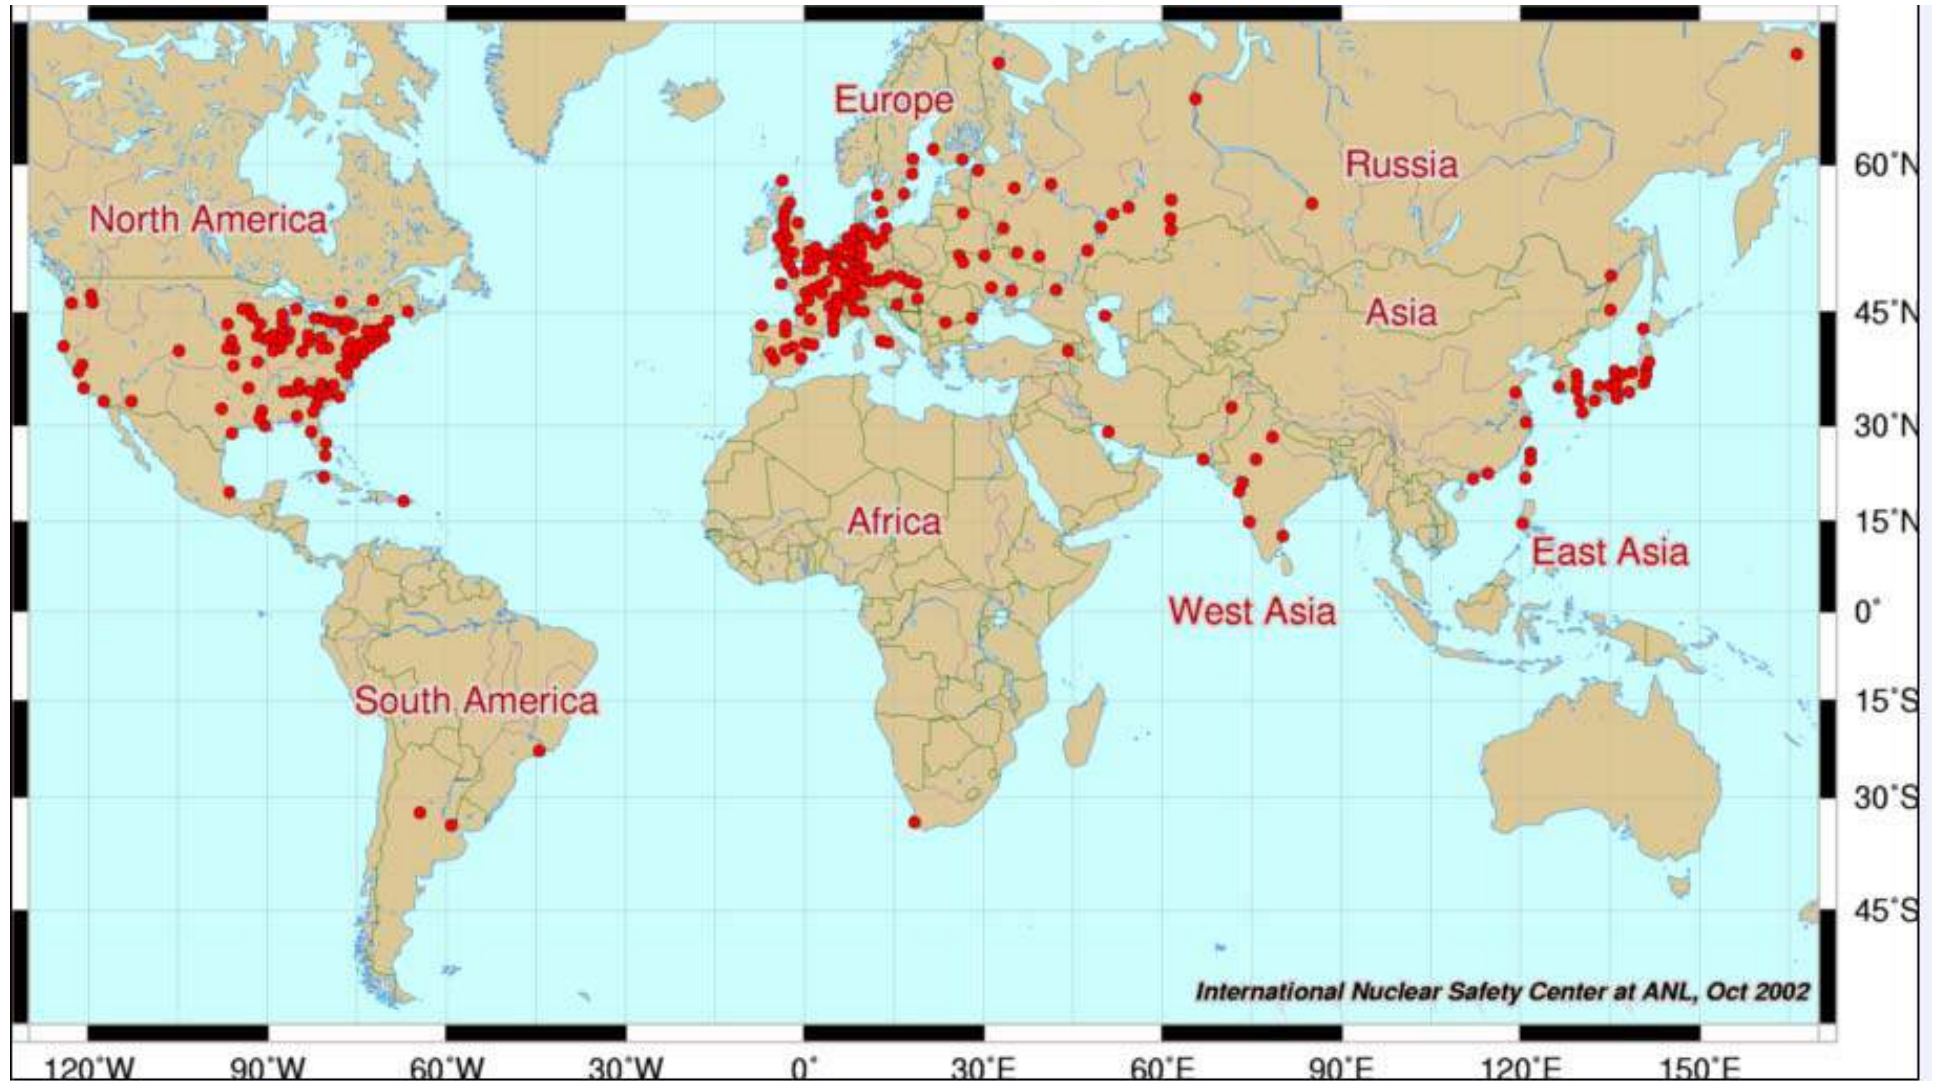 Europe
60°N
Russia
North America
Asia
45°N
30°N
Africa
15°N
East Asia
West Asia
0°
South America
15°S
30°S
45°S
International Nuclear Safety Center at ANL, Oct 2002
120°W 90°W 60°W 30°W 0° 30°E 60°E 90°E 120°E 150°E